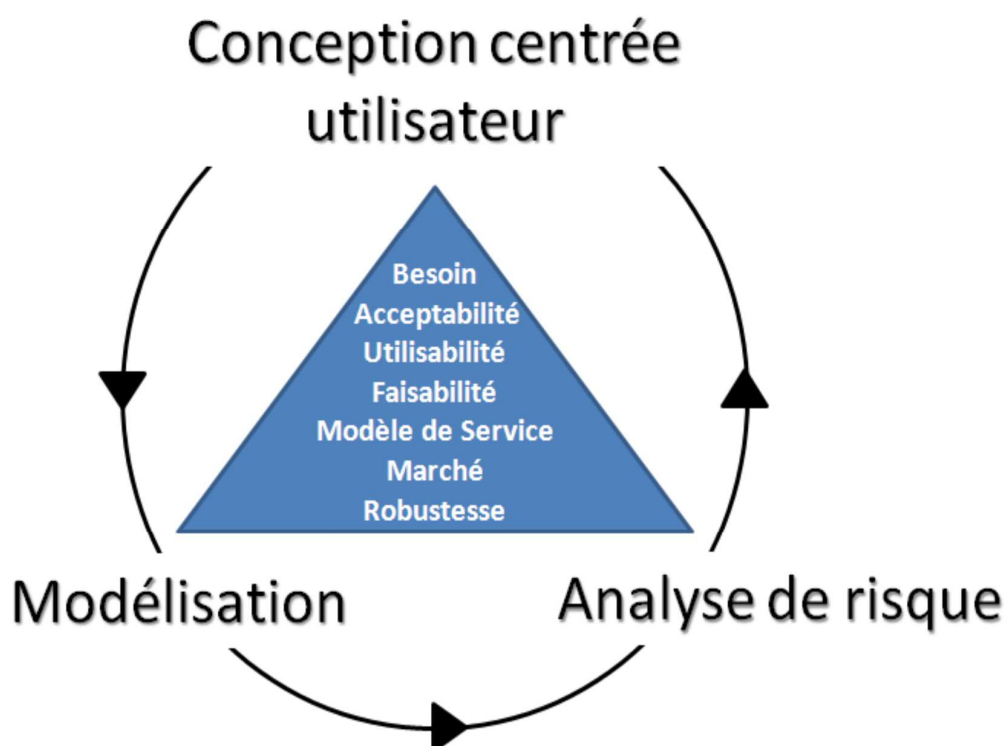 Conception centrée
utilisateur
Besoin
Acceptabilité
Utilisabilité
Faisabilité
Modèle de Service
Marché
Robustesse
Modélisation
Analyse de risque